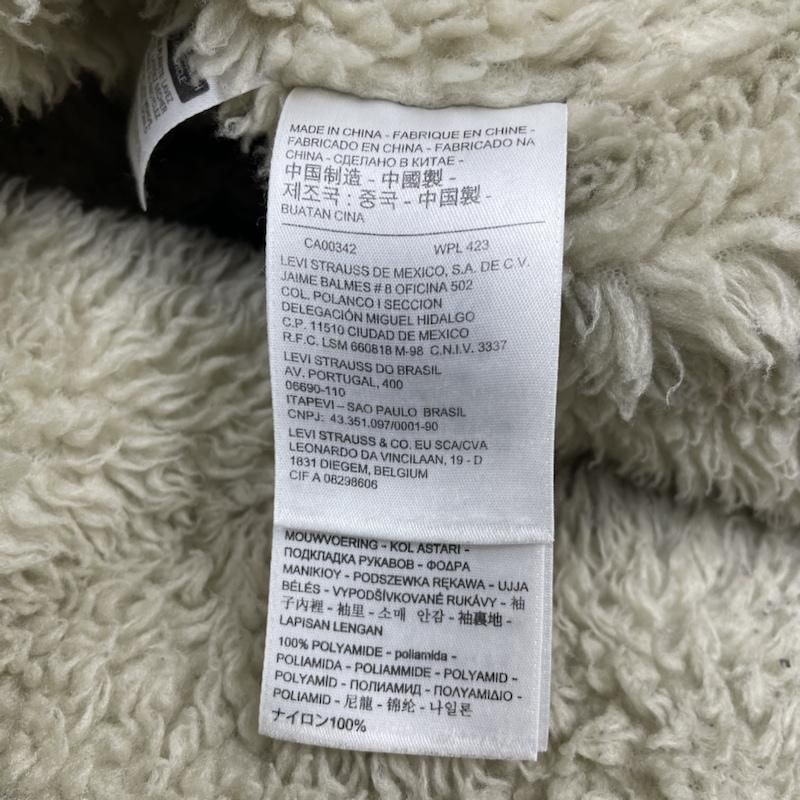 MADE IN CHINA - FABRIQUE EN CHINE -
FABRICADO EN CHINA - FABRICADO NA
CHINA - СДЕЛАНО В КИТАЕ -
中国制造 - 中國製 -
제조국 : 중국 - 中国製 -
BUATAN CINA
CA00342 WPL 423
LEVI STRAUSS DE MEXICO, S.A. DE C.V.
JAIME BALMES # 8 OFICINA 502
COL. POLANCO I SECCION
DELEGACIÓN MIGUEL HIDALGO
C.P. 11510 CIUDAD DE MEXICO
R.F.C. LSM 660818 M-98 C.N.I.V. 3337
LEVI STRAUSS DO BRASIL
AV. PORTUGAL, 400
06690-110
ITAPEVI – SAO PAULO BRASIL
CNPJ: 43.351.097/0001-90
LEVI STRAUSS & CO. EU SCA/CVA
LEONARDO DA VINCILAAN, 19 - D
1831 DIEGEM, BELGIUM
CIF A 08298606
MOUWVOERING - KOL ASTARI -
ПОДКЛАДКА РУКАВОВ - ΦΟΔΡΑ
ΜΑΝΙΚΙΟΥ - PODSZEWKA RĘKAWA - UJJA
BÉLÉS - VYPODŠÍVKOVANÉ RUKÁVY - 袖
子內裡 - 袖里 - 소매 안감 - 袖裏地 -
LAPISAN LENGAN
100% POLYAMIDE - poliamida -
POLIAMIDA - POLIAMMIDE - POLYAMID -
POLYAMID - ПОЛИАМИД - ΠΟΛΥΑΜΙΔΙΟ -
POLIAMID - 尼龍 - 锦纶 - 나일론
ナイロン100%